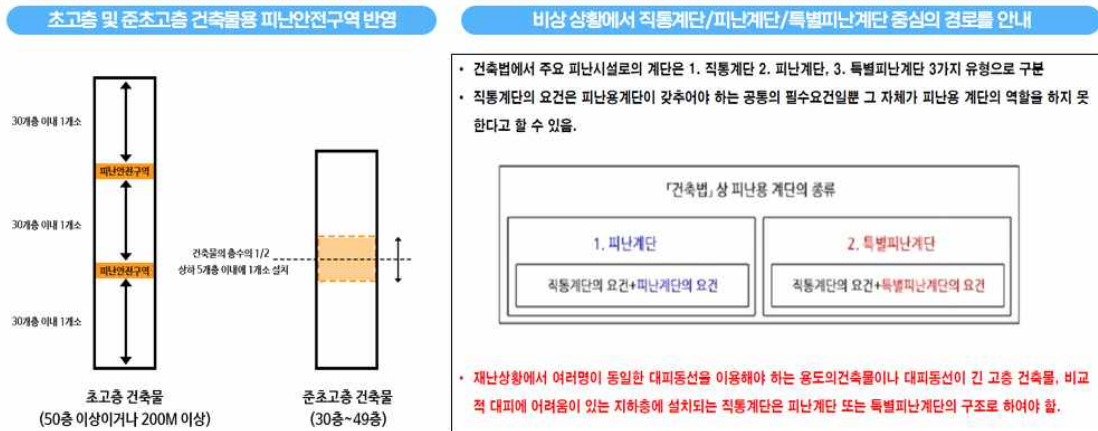 초고층 및 준초고층 건축물용 피난안전구역 반영
30개층 이내 1개소
피난안전구역
30개층 이내 1개소
피난안전구역
30개층 이내 1개소
초고층 건축물
(50층 이상이거나 200M 이상)
건축물의 층수의 1/2
상하 5개층 이내에 1개소 설치
준초고층 건축물
(30층~49층)
비상 상황에서 직통계단/피난계단/특별피난계단 중심의 경로를 안내
• 건축법에서 주요 피난시설로의 계단은 1. 직통계단 2. 피난계단, 3. 특별피난계단 3가지 유형으로 구분
• 직통계단의 요건은 피난용계단이 갖추어야 하는 공통의 필수요건일뿐 그 자체가 피난용 계단의 역할을 하지 못
한다고 할 수 있음.
「건축법」상 피난용 계단의 종류
1. 피난계단
직통계단의 요건+피난계단의 요건
2. 특별피난계단
직통계단의 요건+특별피난계단의 요건
• 재난상황에서 여러명이 동일한 대피동선을 이용해야 하는 용도의건축물이나 대피동선이 긴 고층 건축물, 비교
적 대피에 어려움이 있는 지하층에 설치되는 직통계단은 피난계단 또는 특별피난계단의 구조로 하여야 함.